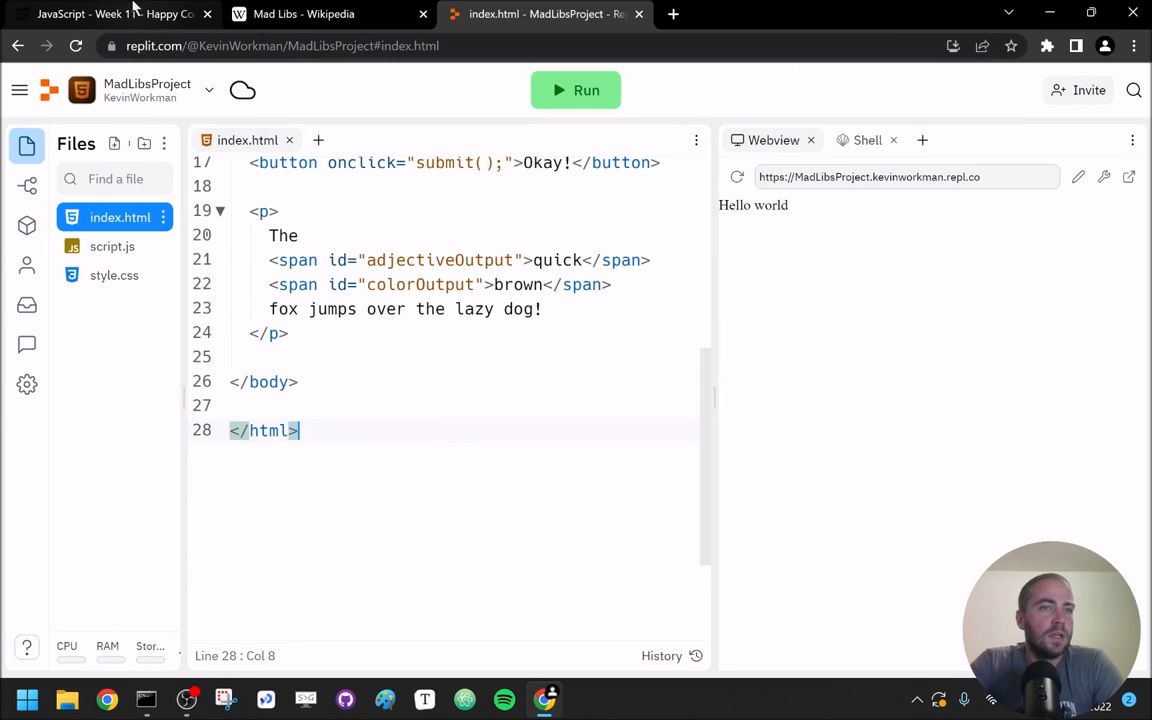 JavaScript - Week 11 - Happy Co
Mad Libs - Wikipedia
index.html - MadLibsProject - Re
replit.com/@KevinWorkman/MadLibsProject#index.html
MadLibsProject
KevinWorkman
Run
Invite
Files
Find a file
index.html
script.js
style.css
index.html
17 <button onclick="submit();">Okay!</button>
18
19 <p>
20 The
21 <span id="adjectiveOutput">quick</span>
22 <span id="colorOutput">brown</span>
23 fox jumps over the lazy dog!
24 </p>
25
26 </body>
27
28 </html>
Webview
Shell
https://MadLibsProject.kevinworkman.repl.co
Hello world
CPU RAM Stor...
Line 28 : Col 8
History
2022